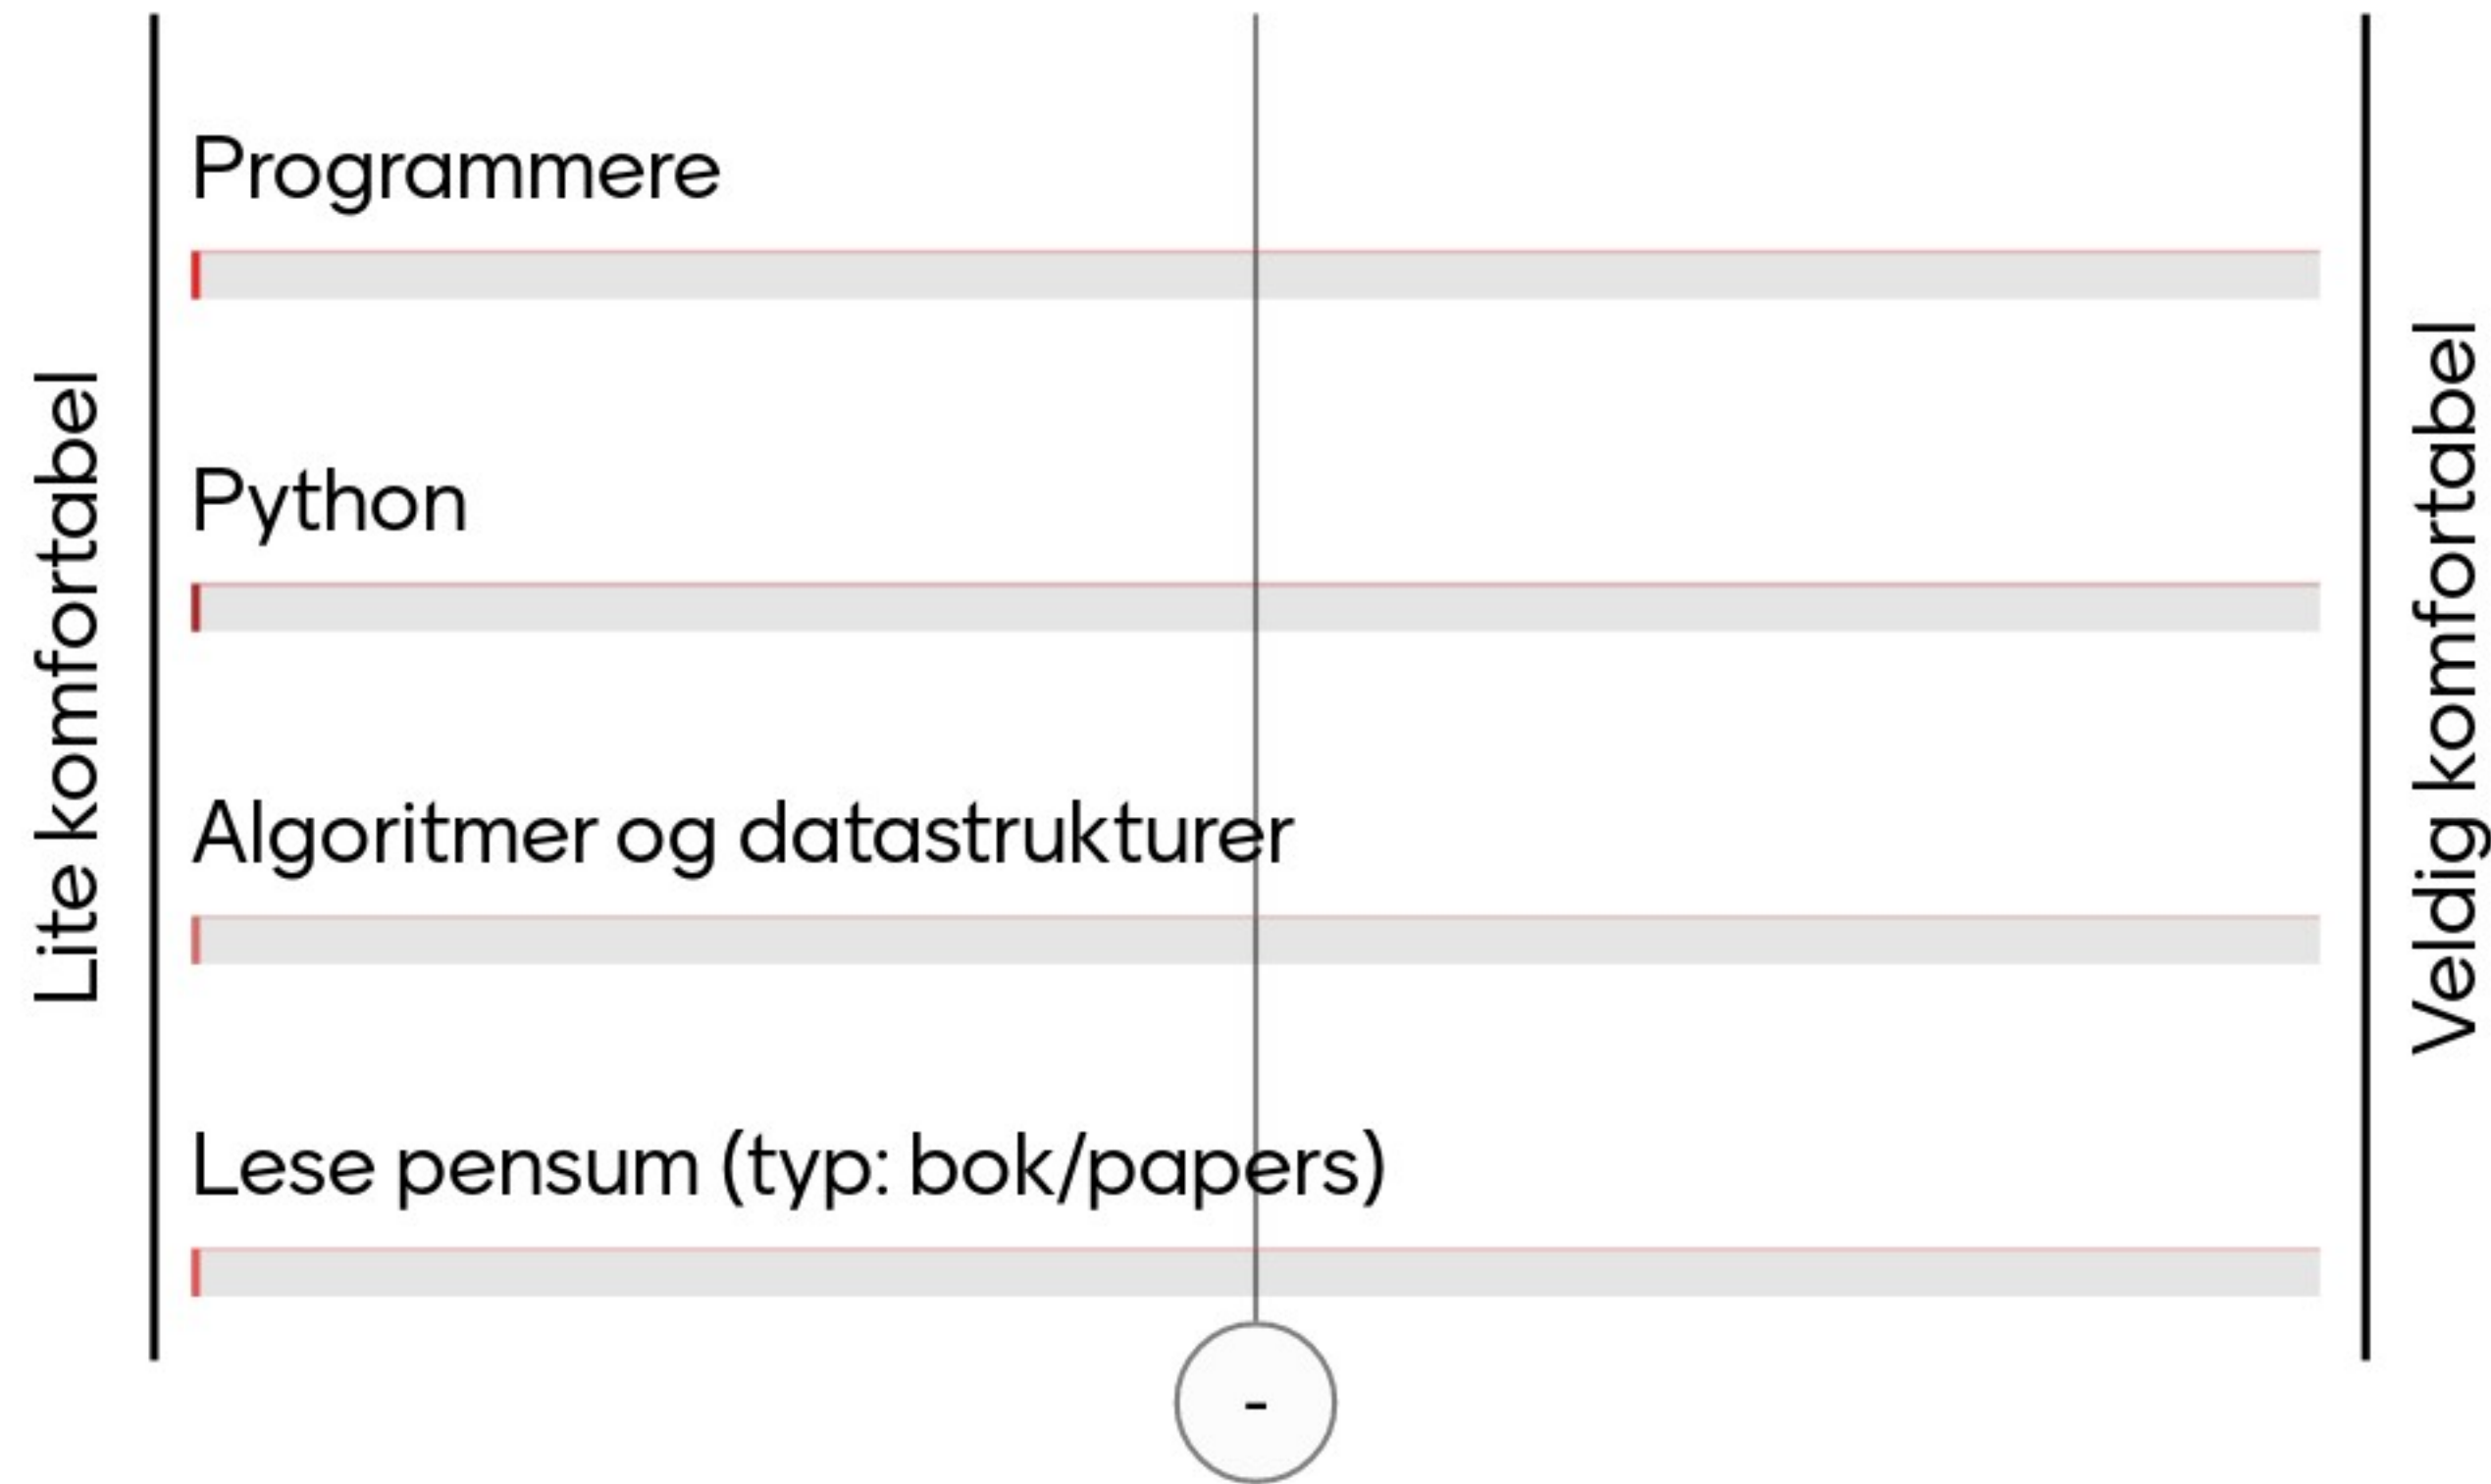 Lite komfortabel
Programmere
Python
Algoritmer og datastrukturer
Lese pensum (typ: bok/papers)
Veldig komfortabel
-